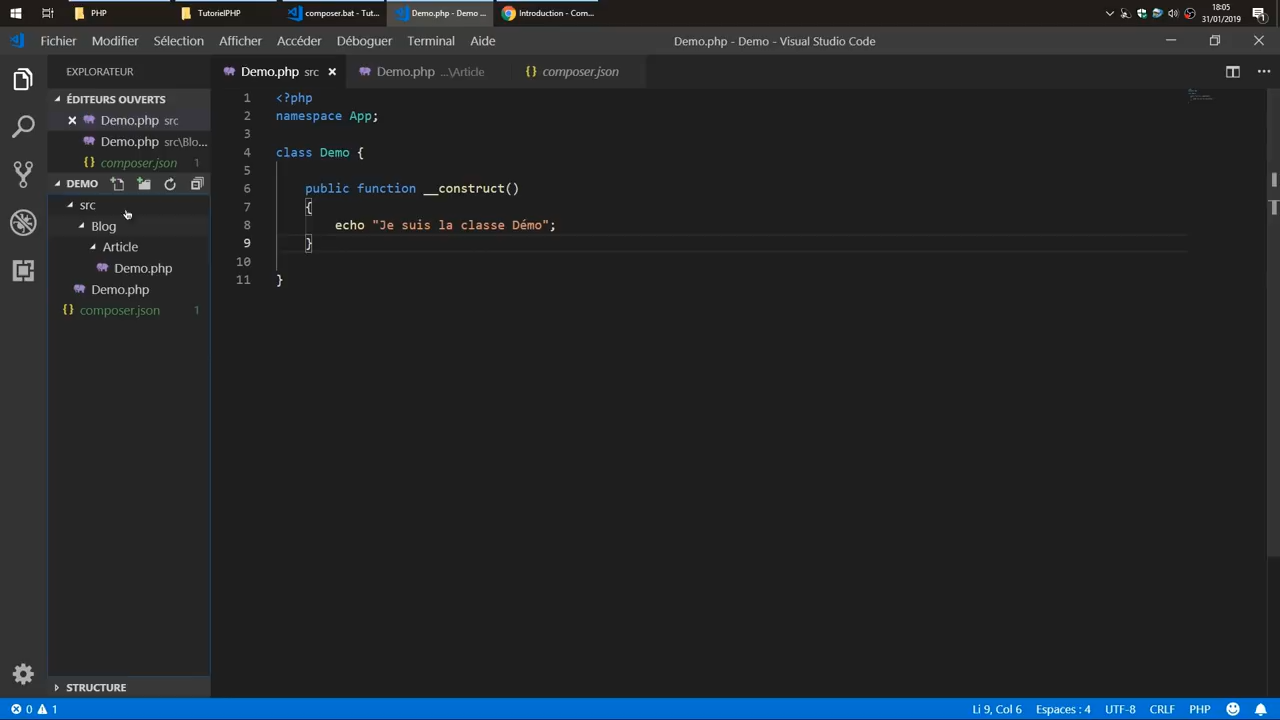 PHP TutorielPHP composer.bat - Tut... Demo.php - Demo ... Introduction - Com... 18:05
31/01/2019
Fichier Modifier Sélection Afficher Accéder Déboguer Terminal Aide Demo.php - Demo - Visual Studio Code
EXPLORATEUR Demo.php src Demo.php ...\Article composer.json
ÉDITEURS OUVERTS
Demo.php src
Demo.php src\Blo...
{} composer.json 1
DEMO
src
Blog
Article
Demo.php
Demo.php
{} composer.json 1
1 <?php
2 namespace App;
3
4 class Demo {
5
6 public function __construct()
7 {
8 echo "Je suis la classe Démo";
9 }
10
11 }
STRUCTURE
0 1 Li 9, Col 6 Espaces : 4 UTF-8 CRLF PHP